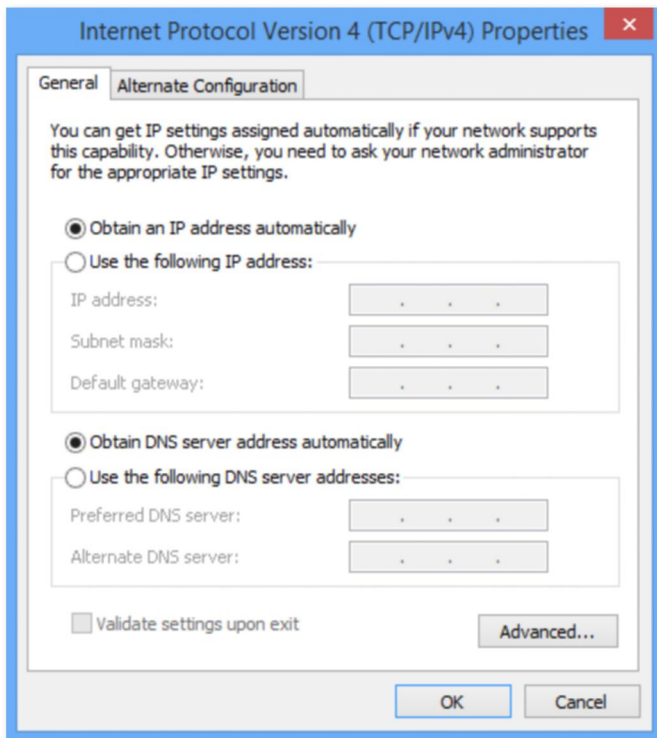 Internet Protocol Version 4 (TCP/IPv4) Properties
General
Alternate Configuration
You can get IP settings assigned automatically if your network supports
this capability. Otherwise, you need to ask your network administrator
for the appropriate IP settings.
Obtain an IP address automatically
Use the following IP address:
IP address:
Subnet mask:
Default gateway:
Obtain DNS server address automatically
Use the following DNS server addresses:
Preferred DNS server:
Alternate DNS server:
Validate settings upon exit
Advanced...
OK
Cancel